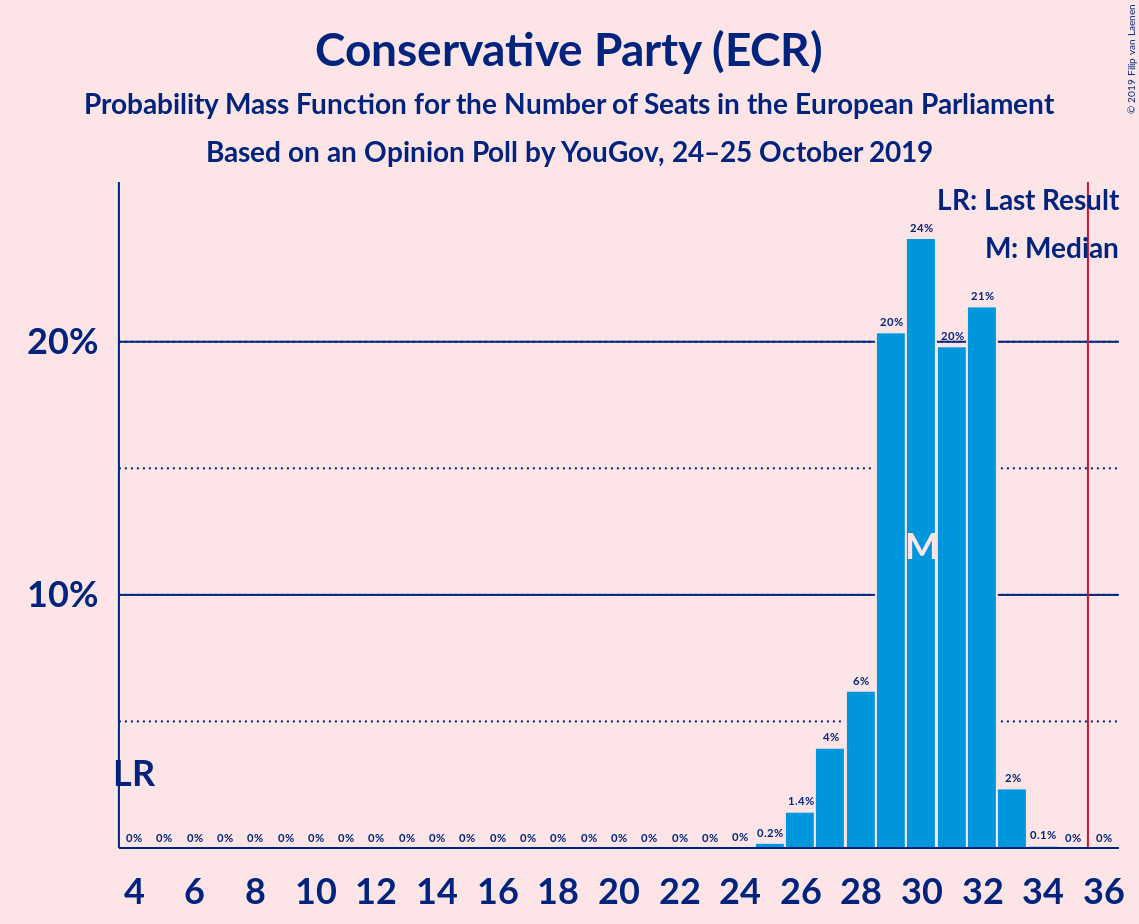 Conservative Party (ECR)
Probability Mass Function for the Number of Seats in the European Parliament
Based on an Opinion Poll by YouGov, 24–25 October 2019
© 2019 Filip van Laenen
LR: Last Result
M: Median
20%
10%
LR
M
0% 0% 0% 0% 0% 0% 0% 0% 0% 0% 0% 0% 0% 0% 0% 0% 0% 0% 0% 0% 0% 0.2% 1.4% 4% 6% 20% 24% 20% 21% 2% 0.1% 0% 0%
4 6 8 10 12 14 16 18 20 22 24 26 28 30 32 34 36